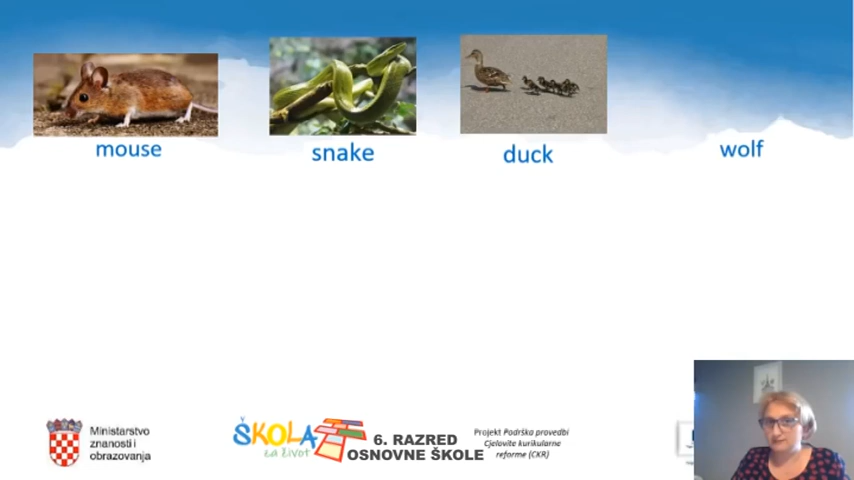 mouse
snake
duck
wolf
Ministarstvo
znanosti i
obrazovanja
ŠKOLA
za život
6. RAZRED
OSNOVNE ŠKOLE
Projekt Podrška provedbi
Cjelovite kurikularne
reforme (CKR)